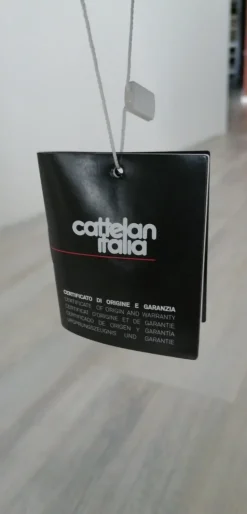 cattelan
italia
CERTIFICATO DI ORIGINE E GARANZIA
CERTIFICATE OF ORIGIN AND WARRANTY
CERTIFICAT D'ORIGINE ET DE GARANTIE
CERTIFICADO DE ORIGEN Y GARANTÍA
URSPRUNGSZEUGNIS UND GARANTIE